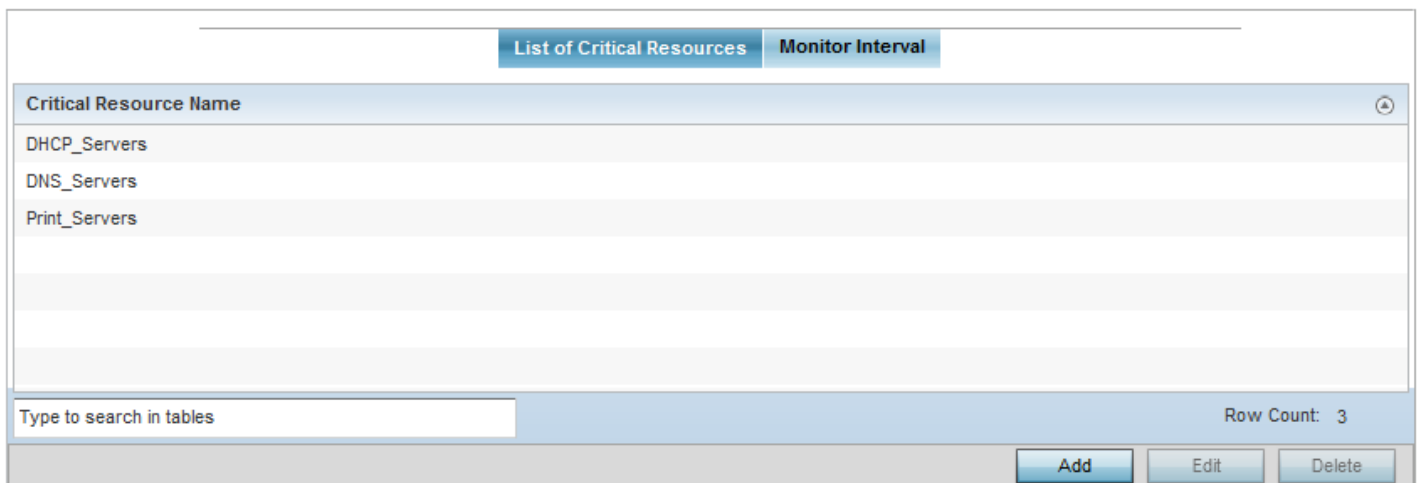 List of Critical Resources Monitor Interval
Critical Resource Name
DHCP_Servers
DNS_Servers
Print_Servers
Type to search in tables Row Count: 3
Add Edit Delete